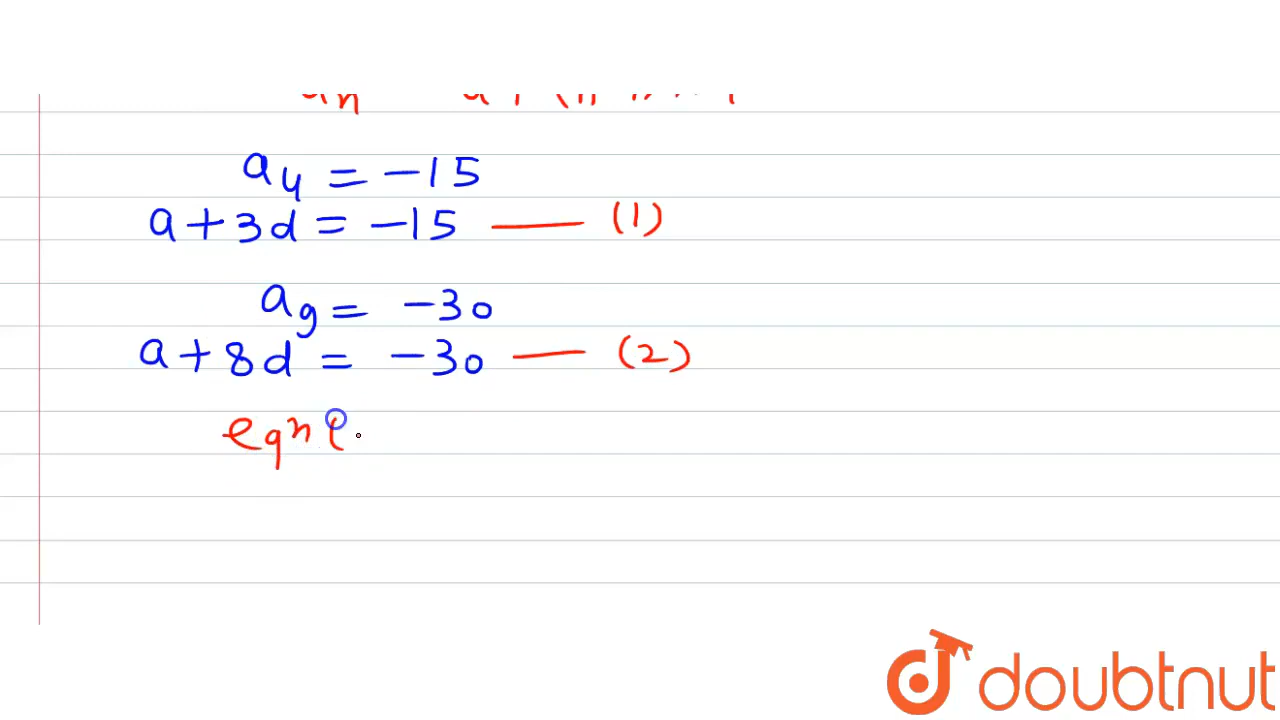 a₄ = -15
a + 3d = -15 —— (1)
a₉ = -30
a + 8d = -30 —— (2)
eqn (
doubtnut